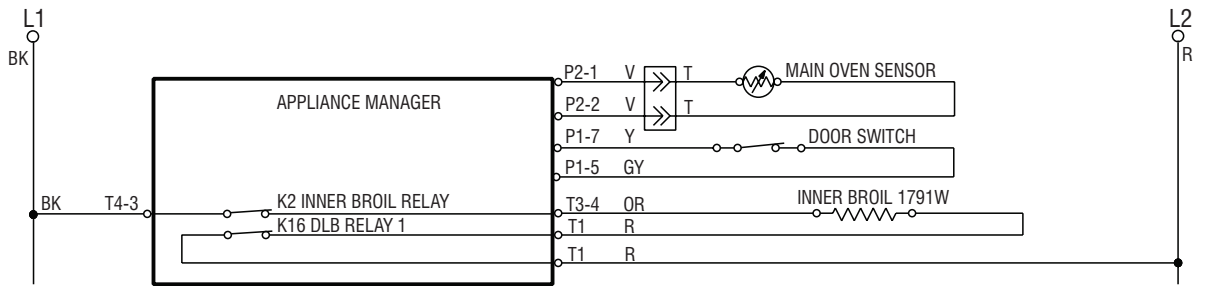 L1
L2
BK
R
P2-1 V T MAIN OVEN SENSOR
APPLIANCE MANAGER
P2-2 V T
P1-7 Y DOOR SWITCH
P1-5 GY
BK T4-3 K2 INNER BROIL RELAY T3-4 OR INNER BROIL 1791W
K16 DLB RELAY 1 T1 R
T1 R